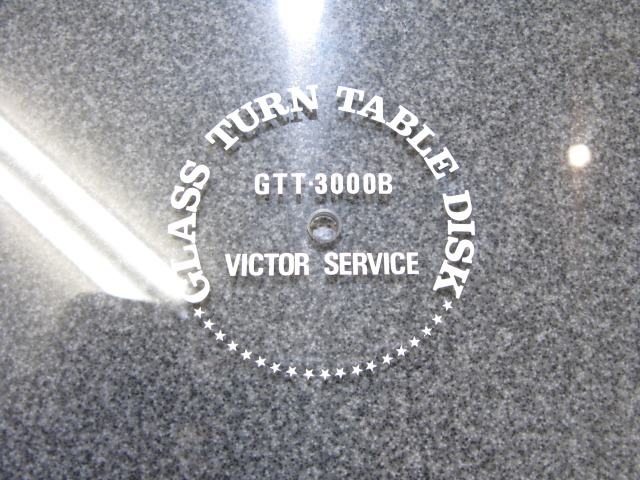 GLASS TURN TABLE DISK
GTT-3000B
VICTOR SERVICE